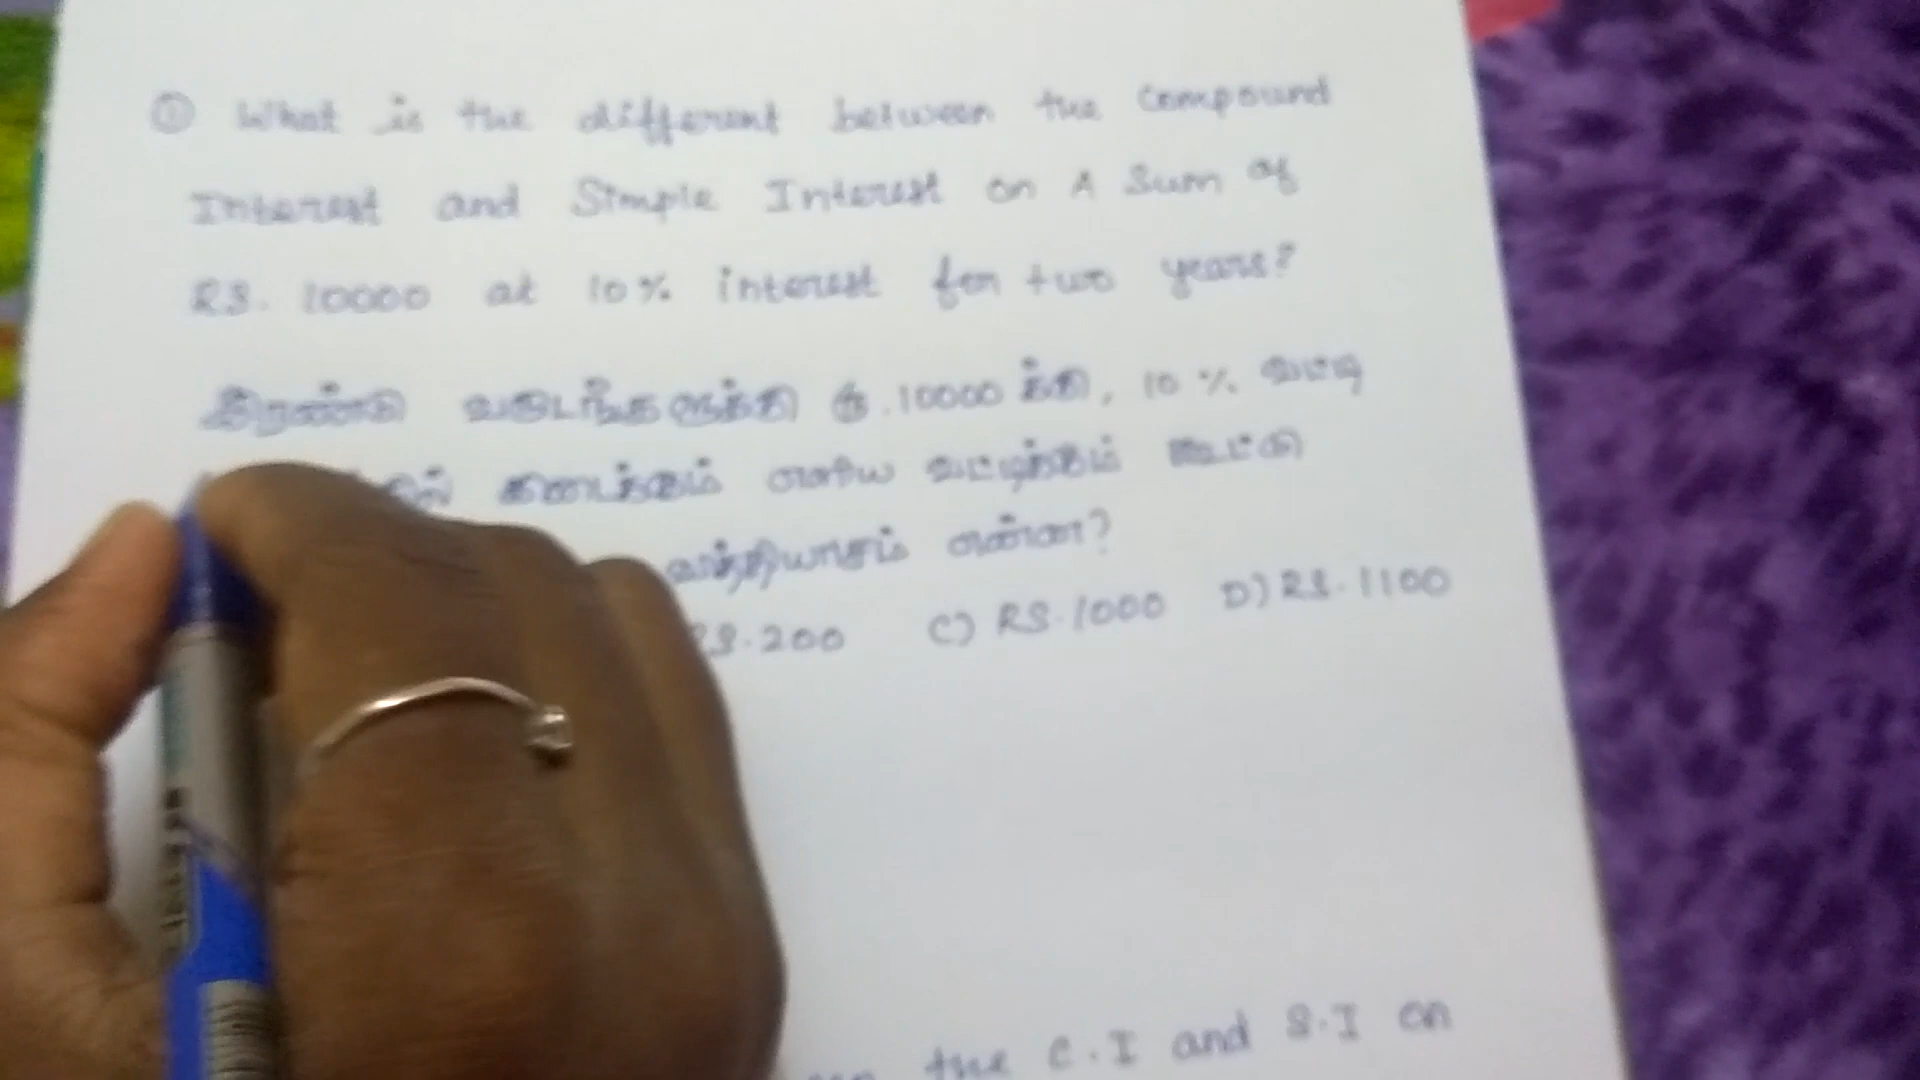 ① What is the different between the Compound
Interest and Simple Interest on A Sum of
RS. 10000 at 10% interest for two years?
இரண்டு வருடங்களுக்கு ரூ.10000 க்கு, 10 % வட்டி
கிடைக்கும் தனிவட்டிக்கும் கூட்டு
வித்தியாசம் என்ன?
RS.200 C) RS.1000 D) RS.1100
the C.I and S.I on